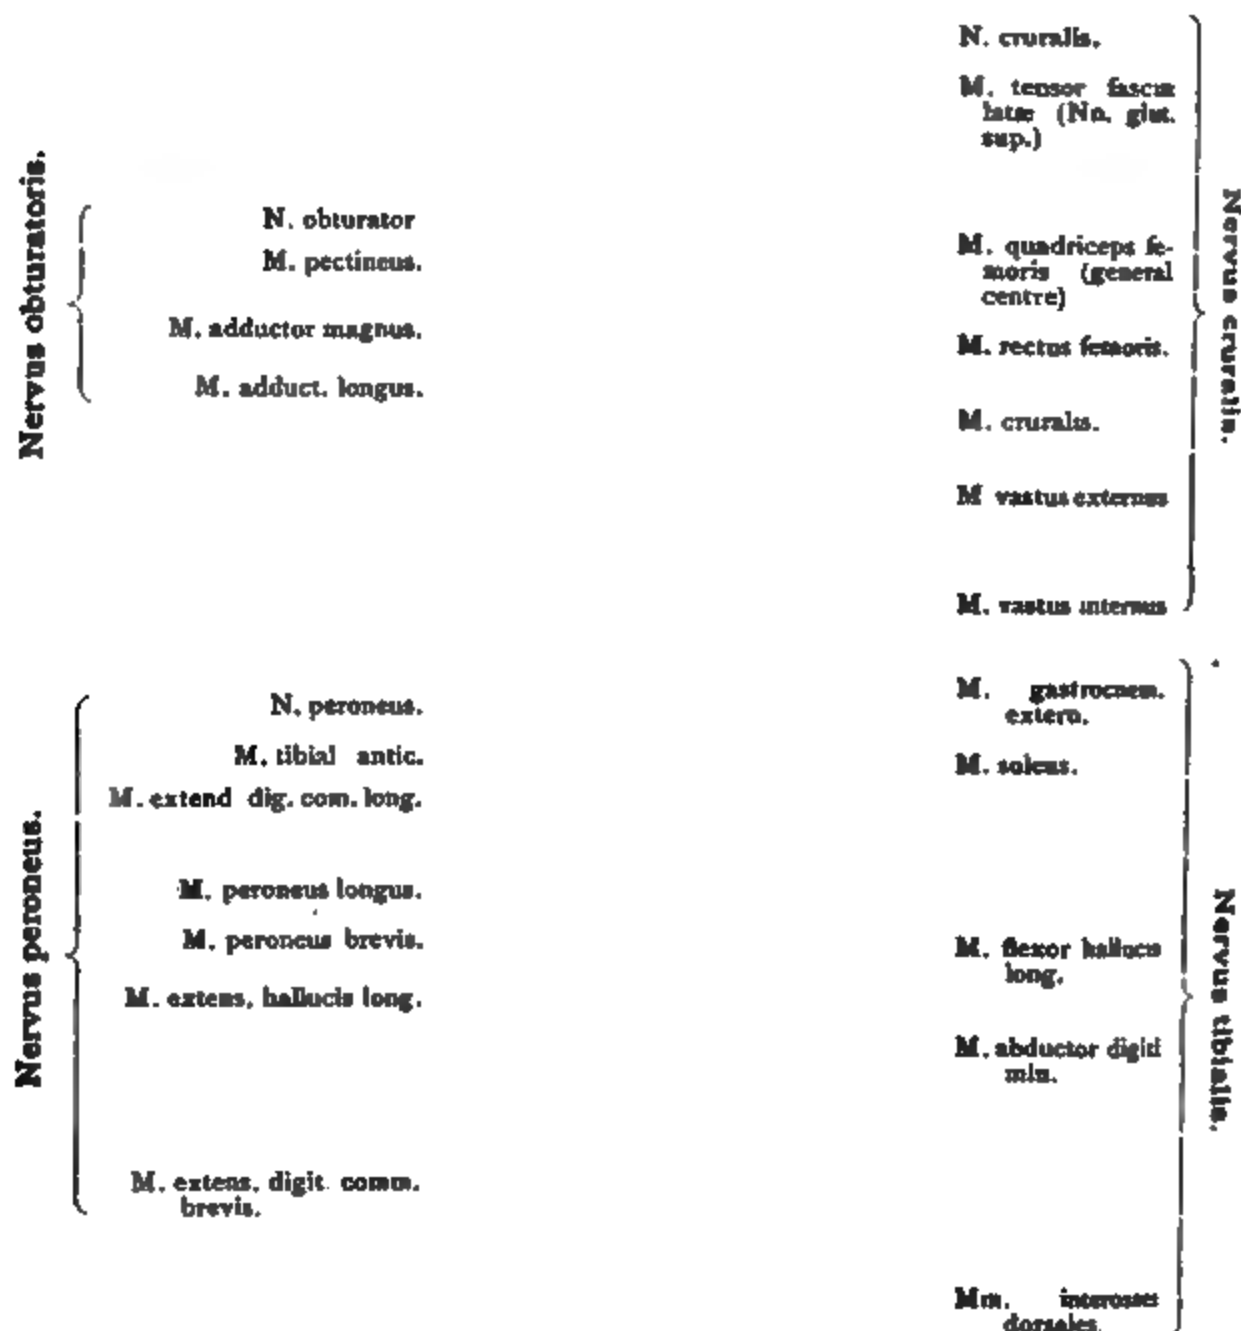 Nervus obturatoris.
N. obturator
M. pectineus.
M. adductor magnus.
M. adduct. longus.
Nervus peroneus.
N. peroneus.
M. tibial antic.
M. extend dig. com. long.
M. peroneus longus.
M. peroneus brevis.
M. extens. hallucis long.
M. extens. digit. comm.
brevis.
N. cruralis.
M. tensor fasciæ
latæ (Nn. glut.
sup.)
M. quadriceps fe-
moris (general
centre)
M. rectus femoris.
M. cruralis.
M vastus externus
M. vastus internus
Nervus cruralis.
M. gastrocnem.
extern.
M. soleus.
M. flexor hallucis
long.
M. abductor digiti
min.
Mm. interossei
dorsales.
Nervus tibialis.